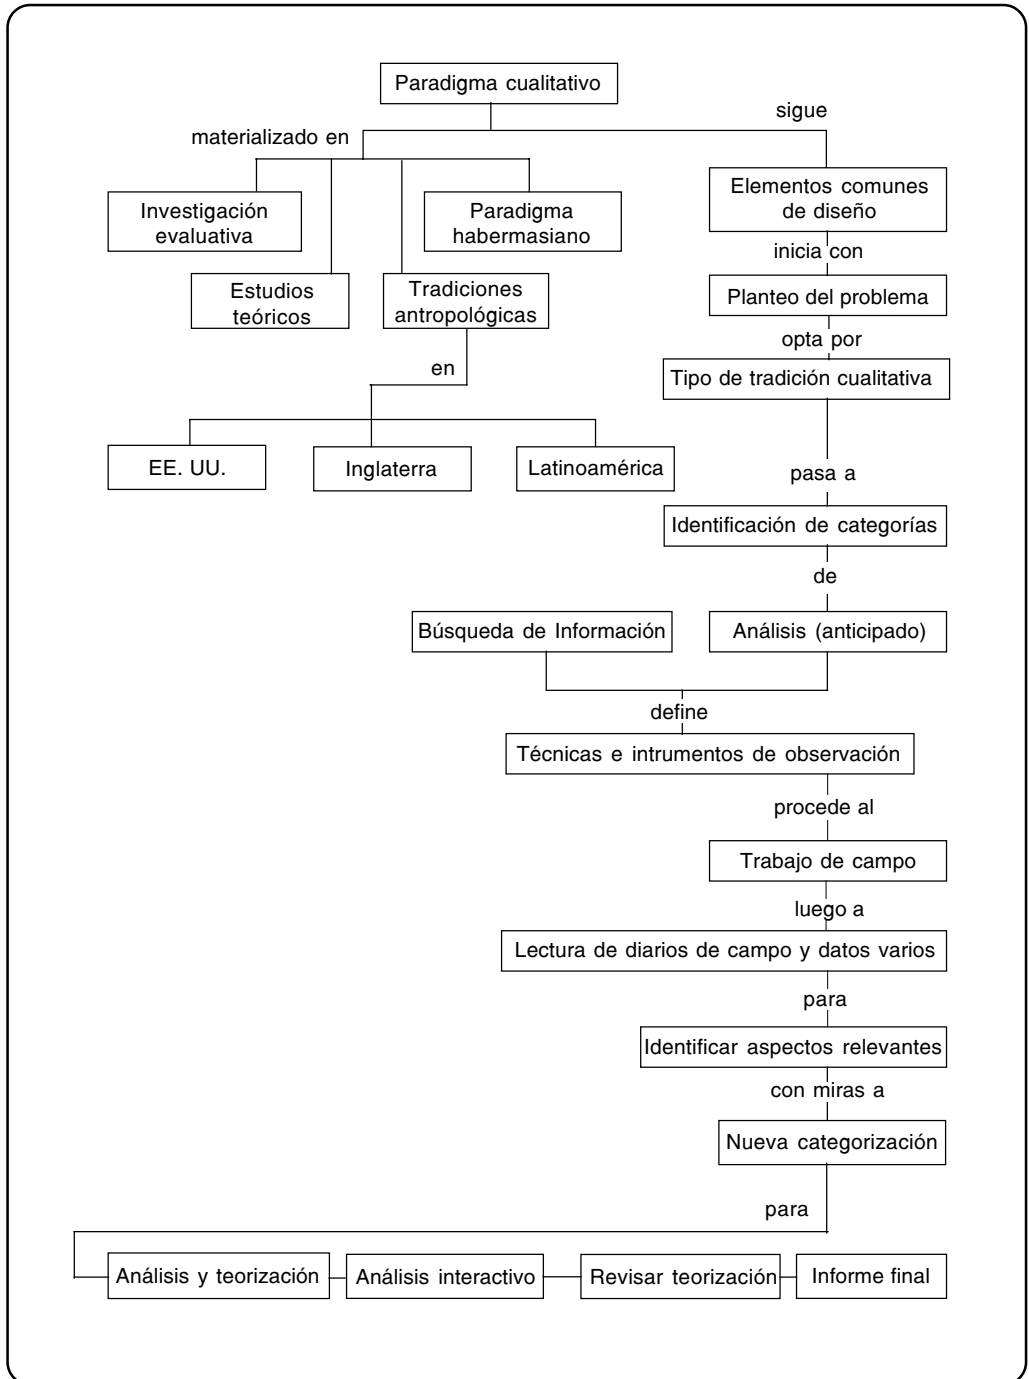 Paradigma cualitativo
sigue
materializado en
Investigación
evaluativa
Paradigma
habermasiano
Elementos comunes
de diseño
inicia con
Estudios
teóricos
Tradiciones
antropológicas
Planteo del problema
opta por
en
Tipo de tradición cualitativa
EE. UU.
Inglaterra
Latinoamérica
pasa a
Identificación de categorías
de
Búsqueda de Información
Análisis (anticipado)
define
Técnicas e intrumentos de observación
procede al
Trabajo de campo
luego a
Lectura de diarios de campo y datos varios
para
Identificar aspectos relevantes
con miras a
Nueva categorización
para
Análisis y teorización
Análisis interactivo
Revisar teorización
Informe final